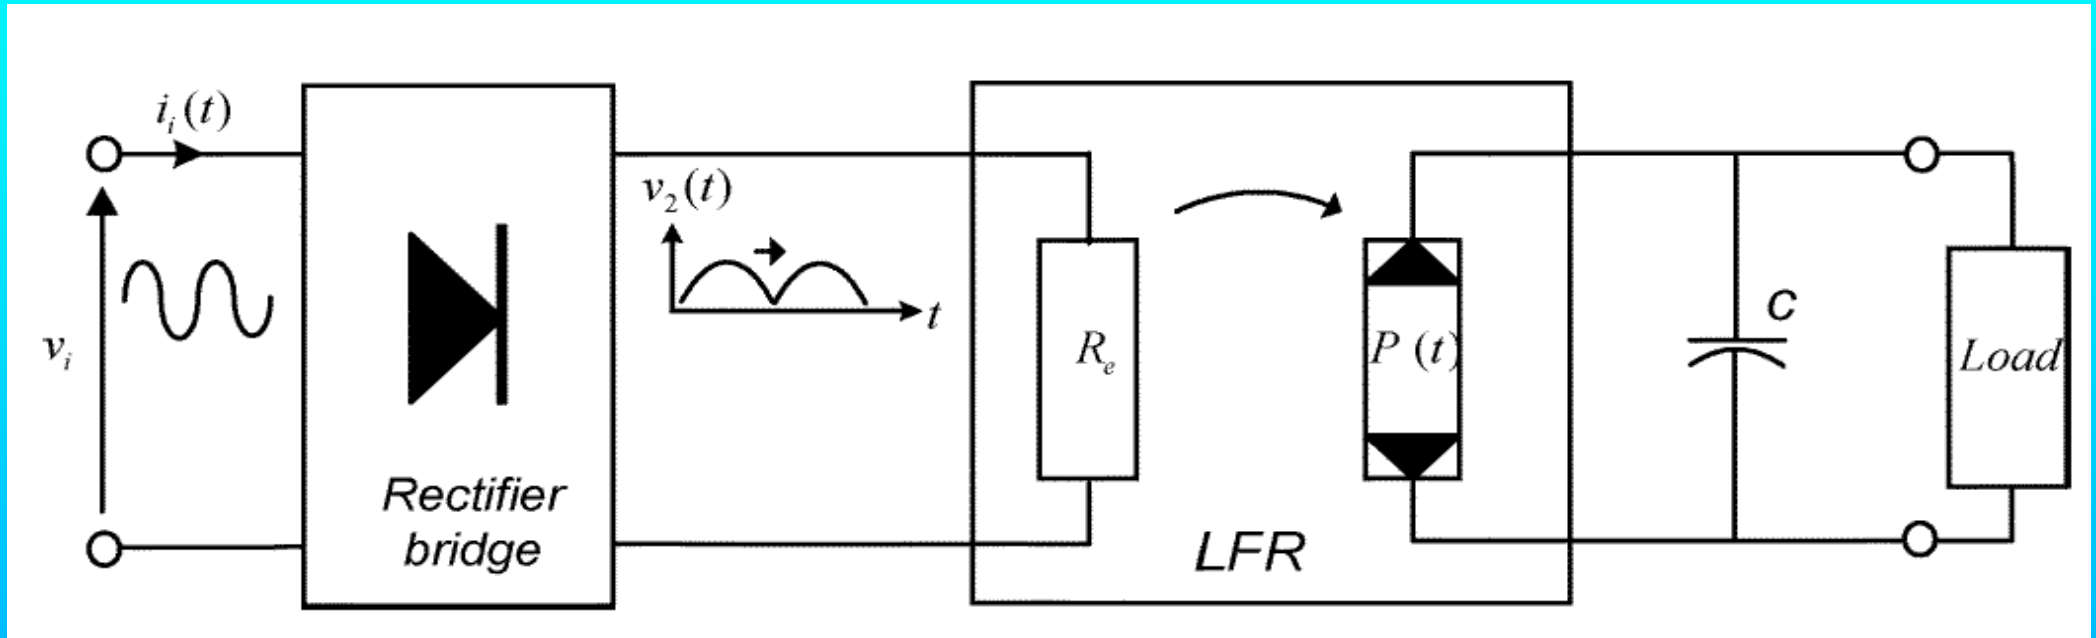 i_i(t)
v_i
Rectifier
bridge
v_2(t)
t
R_e
P (t)
LFR
C
Load